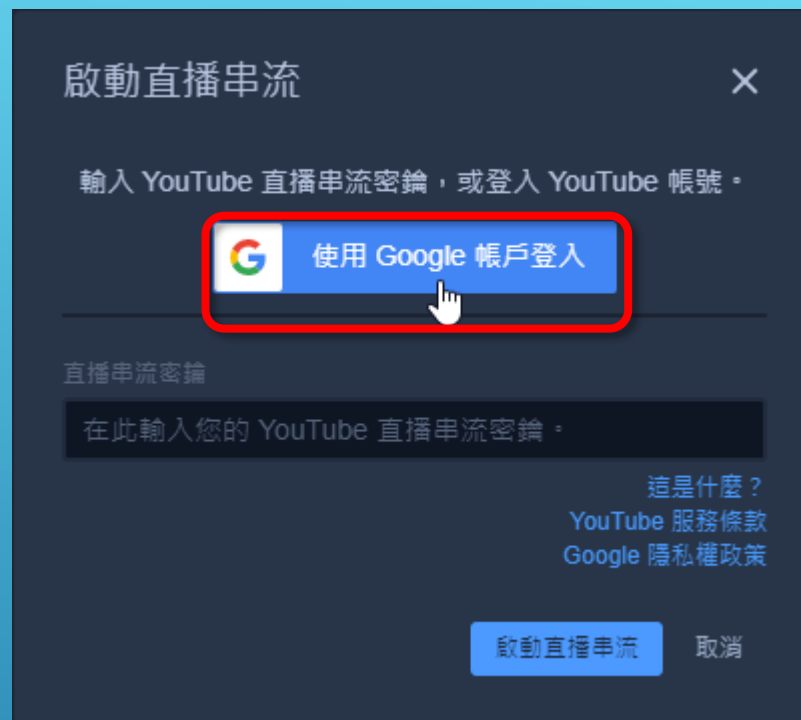 啟動直播串流
輸入 YouTube 直播串流密鑰，或登入 YouTube 帳號。
使用 Google 帳戶登入
直播串流密鑰
在此輸入您的 YouTube 直播串流密鑰。
這是什麼？
YouTube 服務條款
Google 隱私權政策
啟動直播串流 取消